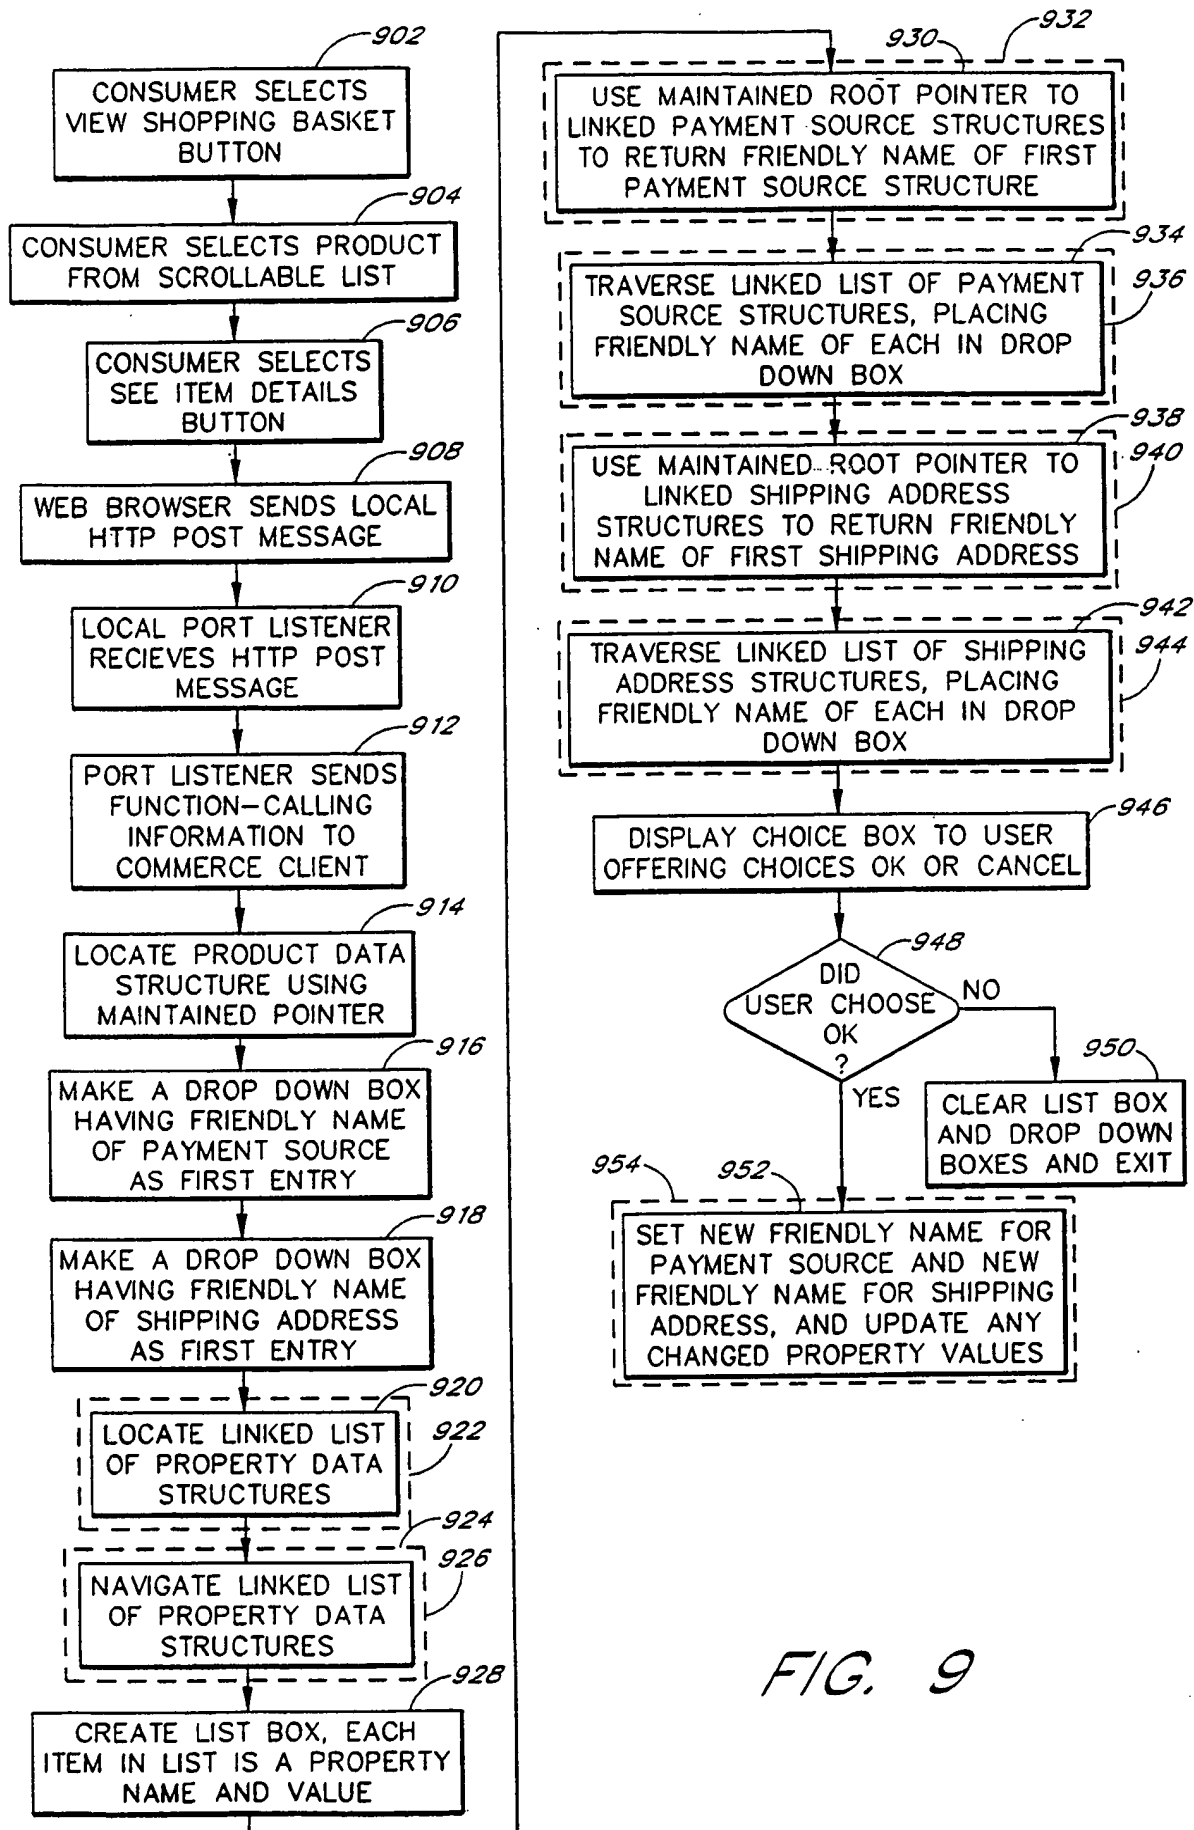 902
CONSUMER SELECTS
VIEW SHOPPING BASKET
BUTTON
904
CONSUMER SELECTS PRODUCT
FROM SCROLLABLE LIST
906
CONSUMER SELECTS
SEE ITEM DETAILS
BUTTON
908
WEB BROWSER SENDS LOCAL
HTTP POST MESSAGE
910
LOCAL PORT LISTENER
RECIEVES HTTP POST
MESSAGE
912
PORT LISTENER SENDS
FUNCTION-CALLING
INFORMATION TO
COMMERCE CLIENT
914
LOCATE PRODUCT DATA
STRUCTURE USING
MAINTAINED POINTER
916
MAKE A DROP DOWN BOX
HAVING FRIENDLY NAME
OF PAYMENT SOURCE
AS FIRST ENTRY
918
MAKE A DROP DOWN BOX
HAVING FRIENDLY NAME
OF SHIPPING ADDRESS
AS FIRST ENTRY
920
922
LOCATE LINKED LIST
OF PROPERTY DATA
STRUCTURES
924
926
NAVIGATE LINKED LIST
OF PROPERTY DATA
STRUCTURES
928
CREATE LIST BOX, EACH
ITEM IN LIST IS A PROPERTY
NAME AND VALUE
930
932
USE MAINTAINED ROOT POINTER TO
LINKED PAYMENT SOURCE STRUCTURES
TO RETURN FRIENDLY NAME OF FIRST
PAYMENT SOURCE STRUCTURE
934
936
TRAVERSE LINKED LIST OF PAYMENT
SOURCE STRUCTURES, PLACING
FRIENDLY NAME OF EACH IN DROP
DOWN BOX
938
940
USE MAINTAINED ROOT POINTER TO
LINKED SHIPPING ADDRESS
STRUCTURES TO RETURN FRIENDLY
NAME OF FIRST SHIPPING ADDRESS
942
944
TRAVERSE LINKED LIST OF SHIPPING
ADDRESS STRUCTURES, PLACING
FRIENDLY NAME OF EACH IN DROP
DOWN BOX
946
DISPLAY CHOICE BOX TO USER
OFFERING CHOICES OK OR CANCEL
948
DID
USER CHOOSE
OK
?
NO
YES
950
CLEAR LIST BOX
AND DROP DOWN
BOXES AND EXIT
954
952
SET NEW FRIENDLY NAME FOR
PAYMENT SOURCE AND NEW
FRIENDLY NAME FOR SHIPPING
ADDRESS, AND UPDATE ANY
CHANGED PROPERTY VALUES
FIG. 9